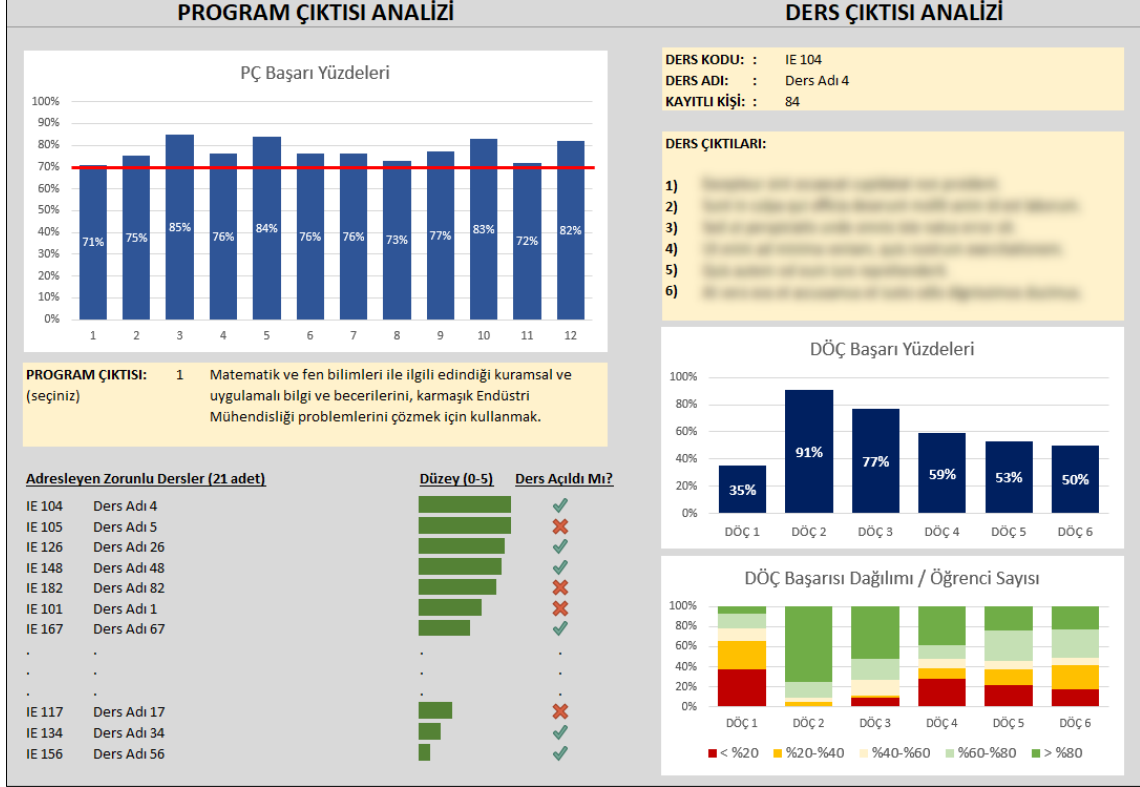 PROGRAM ÇIKTISI ANALİZİ
PÇ Başarı Yüzdeleri
100%
90%
80%
70%
60%
50%
40%
30%
20%
10%
0%
71% 75% 85% 76% 84% 76% 76% 73% 77% 83% 72% 82%
1 2 3 4 5 6 7 8 9 10 11 12
PROGRAM ÇIKTISI: 1 Matematik ve fen bilimleri ile ilgili edindiği kuramsal ve
(seçiniz) uygulamalı bilgi ve becerilerini, karmaşık Endüstri
Mühendisliği problemlerini çözmek için kullanmak.
Adresleyen Zorunlu Dersler (21 adet) Düzey (0-5) Ders Açıldı Mı?
IE 104 Ders Adı 4
IE 105 Ders Adı 5
IE 126 Ders Adı 26
IE 148 Ders Adı 48
IE 182 Ders Adı 82
IE 101 Ders Adı 1
IE 167 Ders Adı 67
. . . .
. . . .
. . . .
IE 117 Ders Adı 17
IE 134 Ders Adı 34
IE 156 Ders Adı 56
DERS ÇIKTISI ANALİZİ
DERS KODU: : IE 104
DERS ADI: : Ders Adı 4
KAYITLI KİŞİ: : 84
DERS ÇIKTILARI:
1)
2)
3)
4)
5)
6)
DÖÇ Başarı Yüzdeleri
100%
80%
60%
40%
20%
0%
35% 91% 77% 59% 53% 50%
DÖÇ 1 DÖÇ 2 DÖÇ 3 DÖÇ 4 DÖÇ 5 DÖÇ 6
DÖÇ Başarısı Dağılımı / Öğrenci Sayısı
100%
80%
60%
40%
20%
0%
DÖÇ 1 DÖÇ 2 DÖÇ 3 DÖÇ 4 DÖÇ 5 DÖÇ 6
< %20 %20-%40 %40-%60 %60-%80 > %80